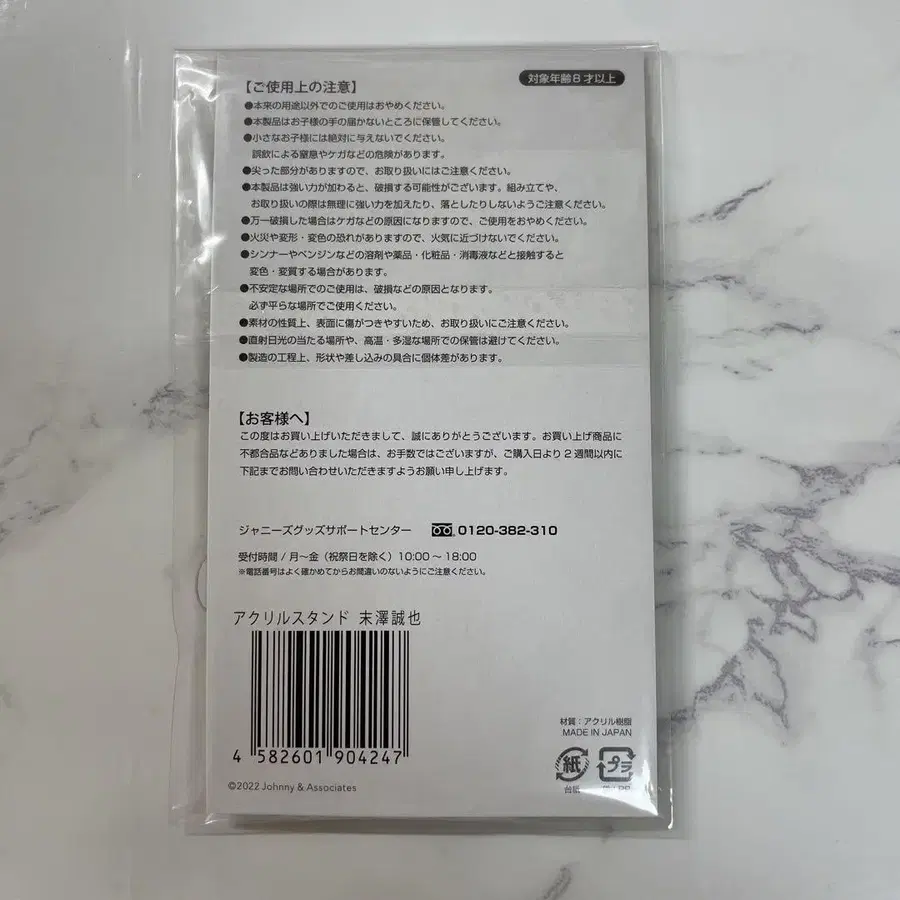 【ご使用上の注意】
対象年齢8才以上
●本来の用途以外でのご使用はおやめください。
●本製品はお子様の手の届かないところに保管してください。
●小さなお子様には絶対に与えないでください。
誤飲による窒息やケガなどの危険があります。
●尖った部分がありますので、お取り扱いにはご注意ください。
●本製品は強い力が加わると、破損する可能性がございます。組み立てや、
お取り扱いの際は無理に強い力を加えたり、落としたりしないようご注意ください。
●万一破損した場合はケガなどの原因になりますので、ご使用をおやめください。
●火災や変形・変色の恐れがありますので、火気に近づけないでください。
●シンナーやベンジンなどの溶剤や薬品・化粧品・消毒液などと接触すると
変色・変質する場合があります。
●不安定な場所でのご使用は、破損などの原因となります。
必ず平らな場所でご使用ください。
●素材の性質上、表面に傷がつきやすいため、お取り扱いにご注意ください。
●直射日光の当たる場所や、高温・多湿な場所での保管は避けてください。
●製造の工程上、形状や差し込みの具合に個体差があります。
【お客様へ】
この度はお買い上げいただきまして、誠にありがとうございます。お買い上げ商品に
不都合品などありました場合は、お手数ではございますが、ご購入日より2週間以内に
下記までお問い合わせいただきますようお願い申し上げます。
ジャニーズグッズサポートセンター 0120-382-310
受付時間/月〜金（祝祭日を除く）10:00〜18:00
※電話番号はよく確かめてからお間違いのないようにご注意ください。
アクリルスタンド 末澤誠也
4 582601 904247
©2022 Johnny & Associates
材質：アクリル樹脂
MADE IN JAPAN
紙 プラ
台紙